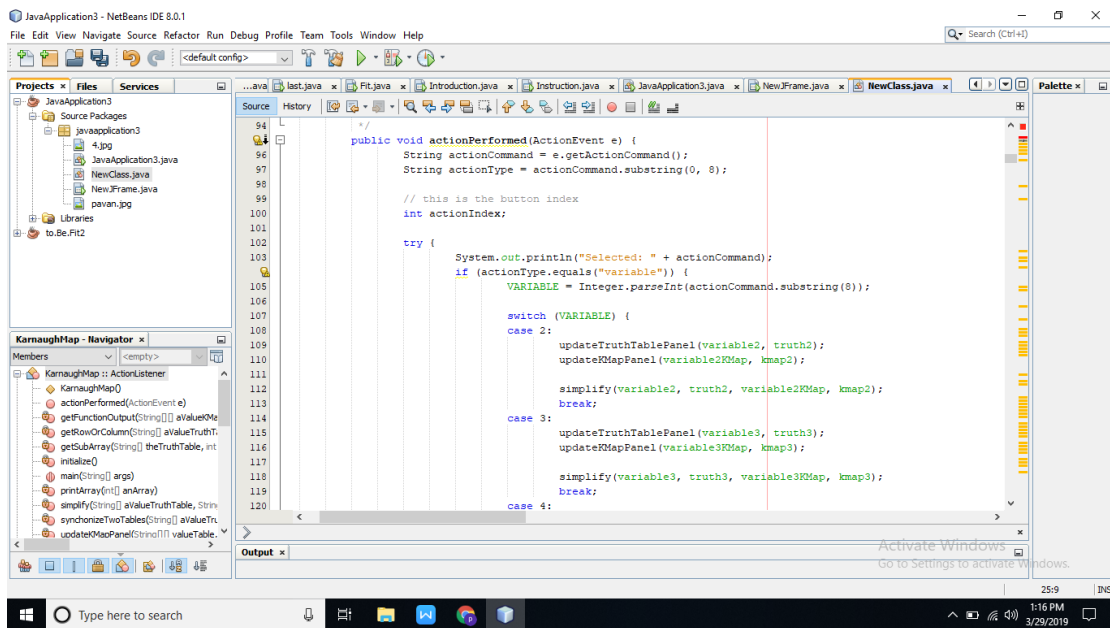 JavaApplication3 - NetBeans IDE 8.0.1
File Edit View Navigate Source Refactor Run Debug Profile Team Tools Window Help
Search (Ctrl+I)
<default config>
Projects × Files Services
...ava last.java × Fit.java × Introduction.java × Instruction.java × JavaApplication3.java × NewJFrame.java × NewClass.java ×
Palette ×
Source History
JavaApplication3
Source Packages
javaapplication3
4.jpg
JavaApplication3.java
NewClass.java
NewJFrame.java
pavan.jpg
Libraries
to.Be.Fit2
94 */
public void actionPerformed(ActionEvent e) {
96 String actionCommand = e.getActionCommand();
97 String actionType = actionCommand.substring(0, 8);
98
99 // this is the button index
100 int actionIndex;
101
102 try {
103 System.out.println("Selected: " + actionCommand);
if (actionType.equals("variable")) {
105 VARIABLE = Integer.parseInt(actionCommand.substring(8));
106
107 switch (VARIABLE) {
108 case 2:
109 updateTruthTablePanel(variable2, truth2);
110 updateKMapPanel(variable2KMap, kmap2);
111
112 simplify(variable2, truth2, variable2KMap, kmap2);
113 break;
114 case 3:
115 updateTruthTablePanel(variable3, truth3);
116 updateKMapPanel(variable3KMap, kmap3);
117
118 simplify(variable3, truth3, variable3KMap, kmap3);
119 break;
120 case 4:
KarnaughMap - Navigator ×
Members <empty>
KarnaughMap :: ActionListener
KarnaughMap()
actionPerformed(ActionEvent e)
getFunctionOutput(String[][] aValueKMa
getRowOrColumn(String[] aValueTruthT
getSubArray(String[] theTruthTable, int
initialize()
main(String[] args)
printArray(int[] anArray)
simplify(String[] aValueTruthTable, Strin
synchonizeTwoTables(String[] aValueTru
updateKMapPanel(String[][] valueTable,
Output ×
Activate Windows
Go to Settings to activate Windows.
25:9 INS
Type here to search
1:16 PM
3/29/2019